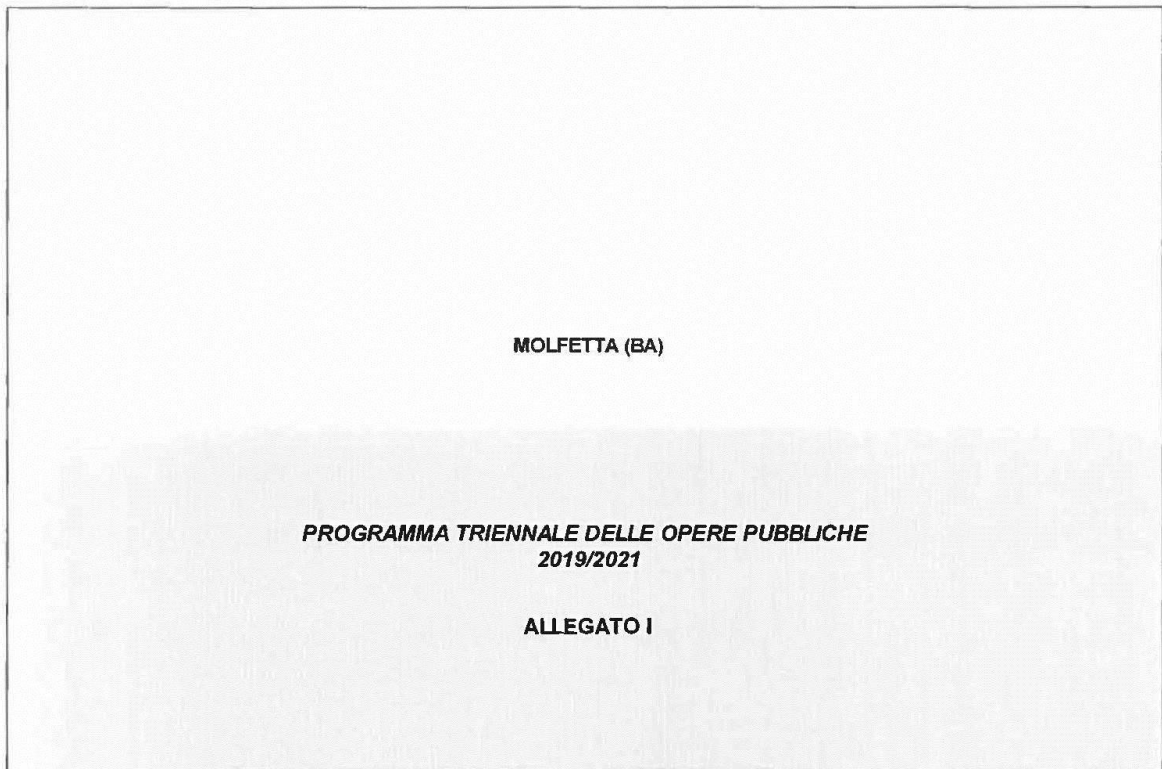 MOLFETTA (BA)
PROGRAMMA TRIENNALE DELLE OPERE PUBBLICHE
2019/2021
ALLEGATO I